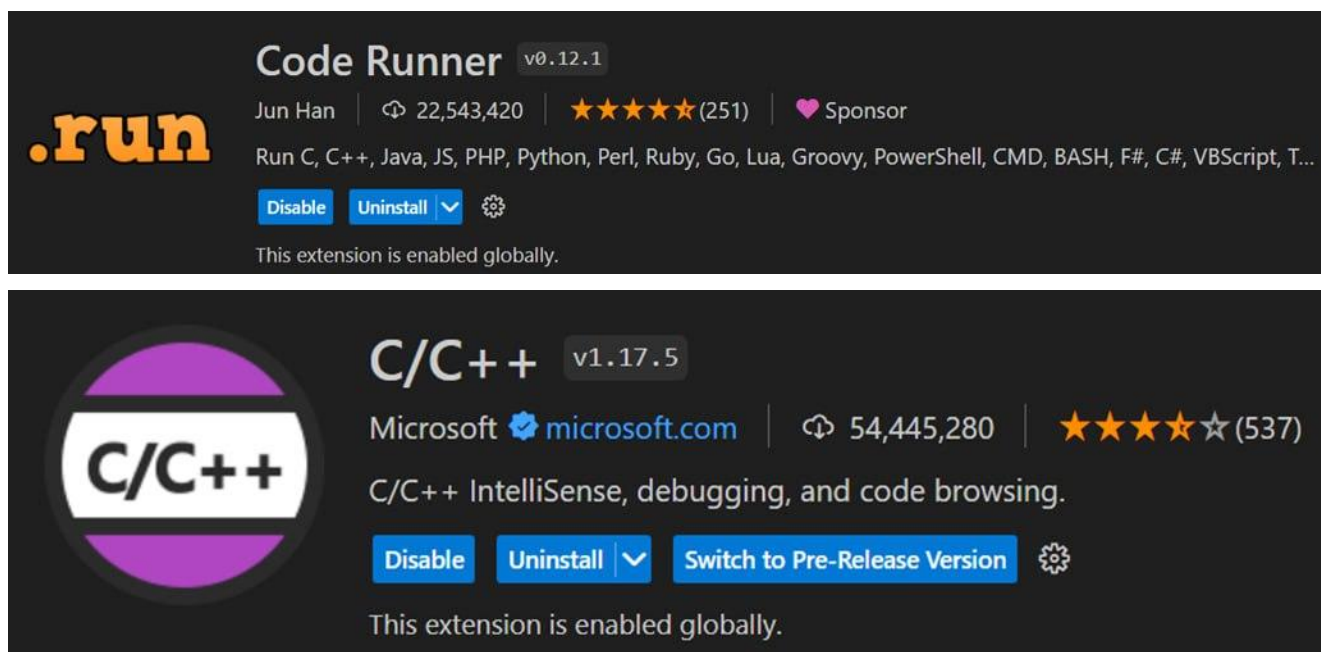 .run
Code Runner v0.12.1
Jun Han 22,543,420 (251) Sponsor
Run C, C++, Java, JS, PHP, Python, Perl, Ruby, Go, Lua, Groovy, PowerShell, CMD, BASH, F#, C#, VBScript, T...
Disable Uninstall
This extension is enabled globally.
C/C++
C/C++ v1.17.5
Microsoft microsoft.com 54,445,280 (537)
C/C++ IntelliSense, debugging, and code browsing.
Disable Uninstall Switch to Pre-Release Version
This extension is enabled globally.